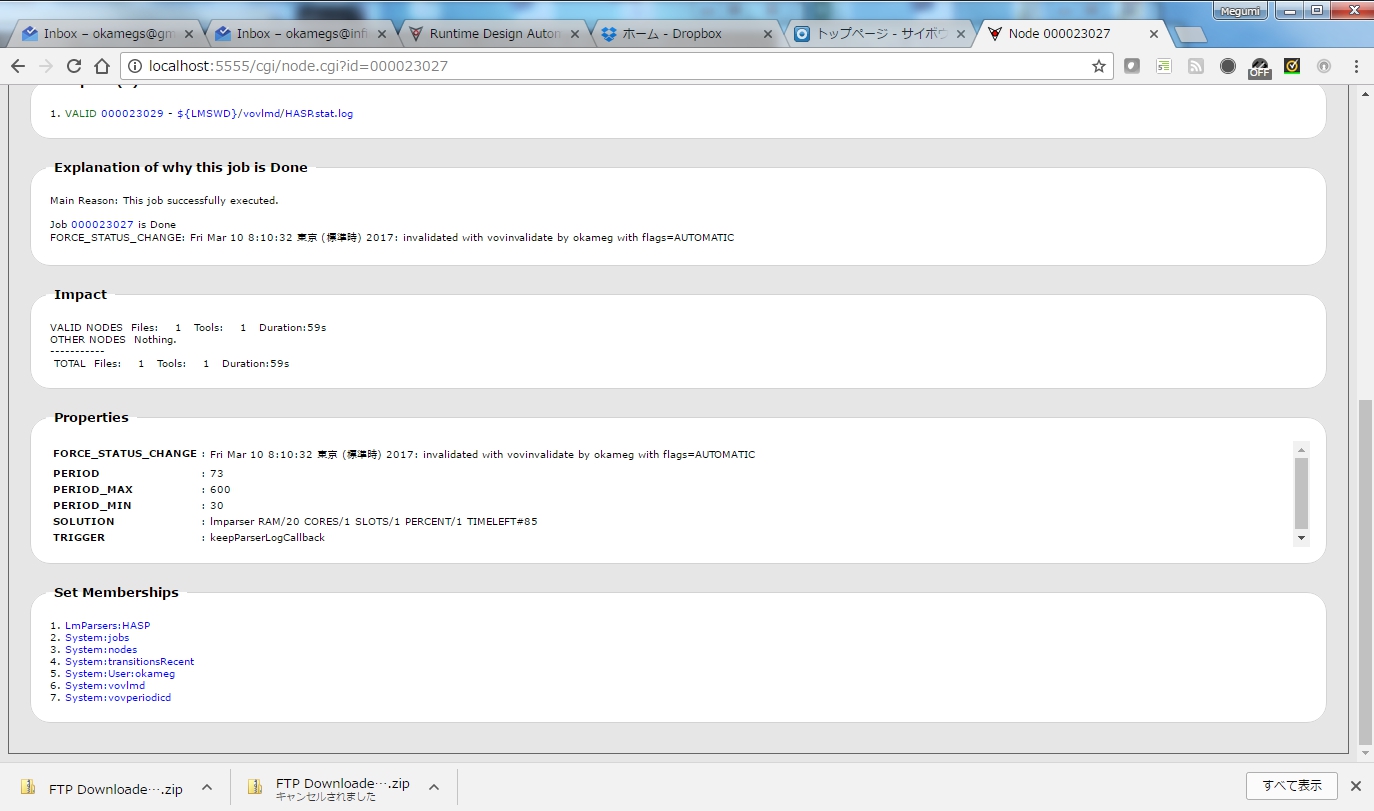 Megumi
Inbox – okamegs@gm
Inbox – okamegs@infi
Runtime Design Auton
ホーム - Dropbox
トップページ - サイボウ
Node 000023027
localhost:5555/cgi/node.cgi?id=000023027
OFF
1. VALID 000023029 - ${LMSWD}/vovlmd/HASP.stat.log
Explanation of why this job is Done
Main Reason: This job successfully executed.
Job 000023027 is Done
FORCE_STATUS_CHANGE: Fri Mar 10 8:10:32 東京 (標準時) 2017: invalidated with vovinvalidate by okameg with flags=AUTOMATIC
Impact
VALID NODES Files: 1 Tools: 1 Duration:59s
OTHER NODES Nothing.
-----------
TOTAL Files: 1 Tools: 1 Duration:59s
Properties
FORCE_STATUS_CHANGE : Fri Mar 10 8:10:32 東京 (標準時) 2017: invalidated with vovinvalidate by okameg with flags=AUTOMATIC
PERIOD : 73
PERIOD_MAX : 600
PERIOD_MIN : 30
SOLUTION : lmparser RAM/20 CORES/1 SLOTS/1 PERCENT/1 TIMELEFT#85
TRIGGER : keepParserLogCallback
Set Memberships
1. LmParsers:HASP
2. System:jobs
3. System:nodes
4. System:transitionsRecent
5. System:User:okameg
6. System:vovlmd
7. System:vovperiodicd
FTP Downloade….zip
FTP Downloade….zip
キャンセルされました
すべて表示